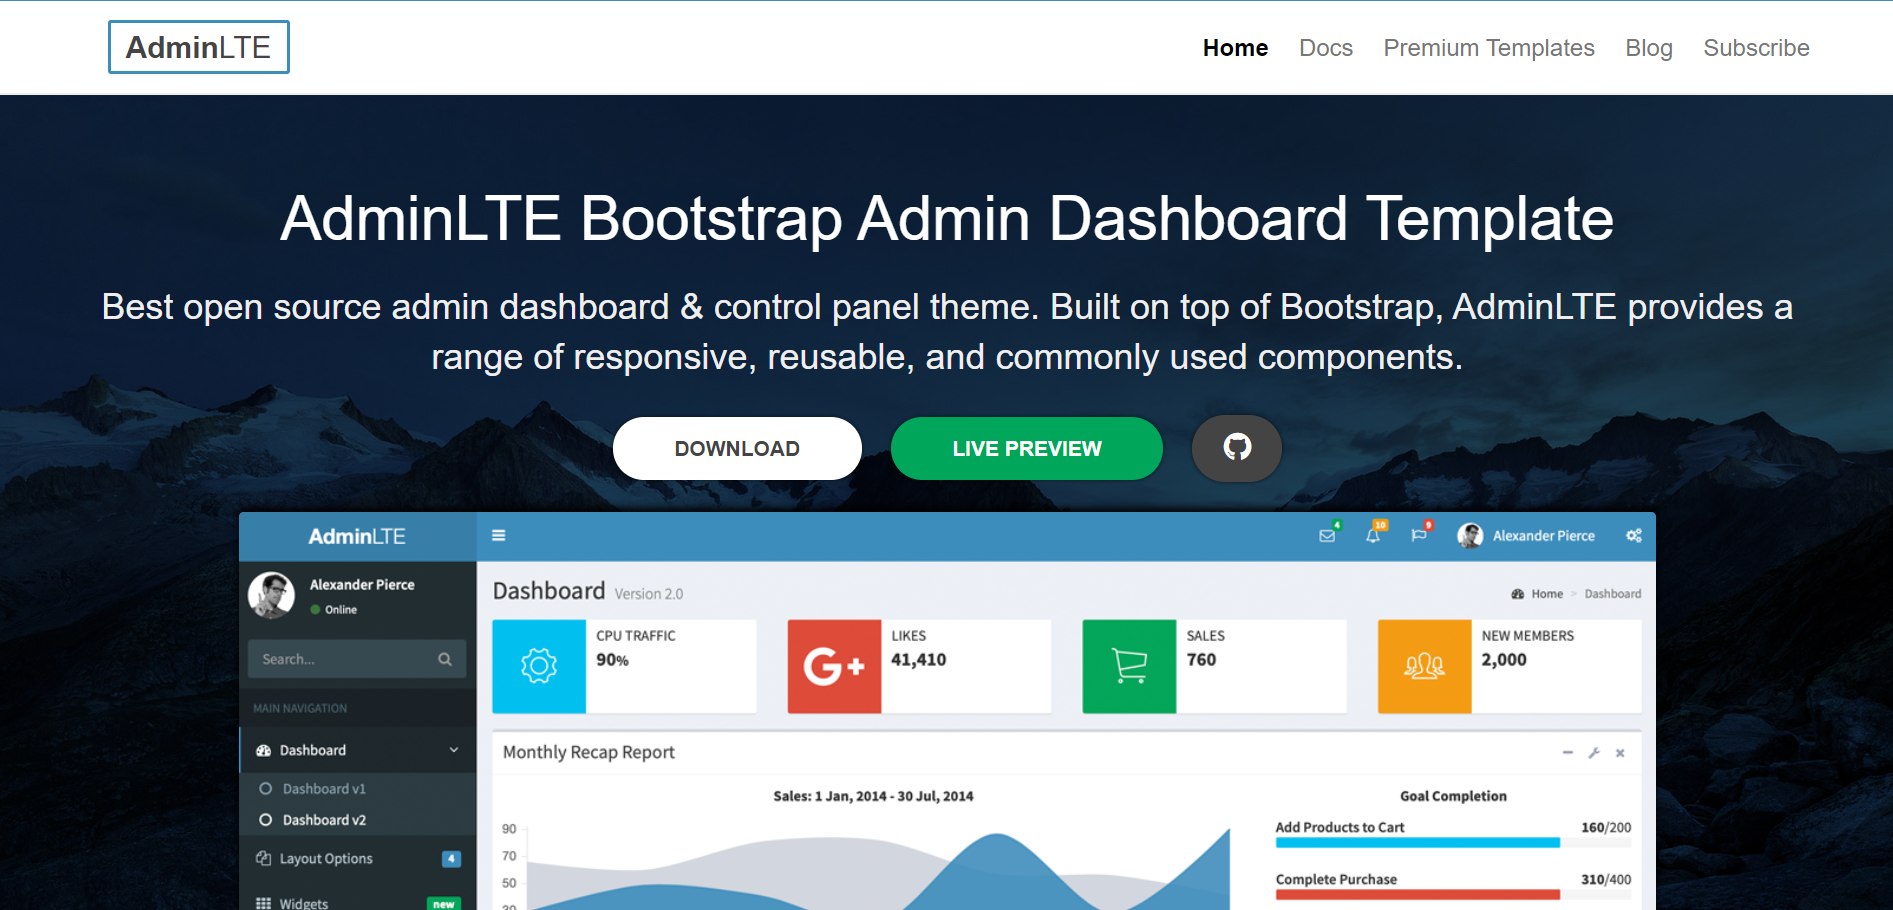 AdminLTE
Home Docs Premium Templates Blog Subscribe
AdminLTE Bootstrap Admin Dashboard Template
Best open source admin dashboard & control panel theme. Built on top of Bootstrap, AdminLTE provides a
range of responsive, reusable, and commonly used components.
DOWNLOAD LIVE PREVIEW
AdminLTE
4 10 9 Alexander Pierce
Alexander Pierce
Online
Search...
MAIN NAVIGATION
Dashboard
Dashboard v1
Dashboard v2
Layout Options 4
Widgets new
Dashboard Version 2.0
Home > Dashboard
CPU TRAFFIC
90%
G+
LIKES
41,410
SALES
760
NEW MEMBERS
2,000
Monthly Recap Report
Sales: 1 Jan, 2014 - 30 Jul, 2014
90
70
50
30
Goal Completion
Add Products to Cart 160/200
Complete Purchase 310/400